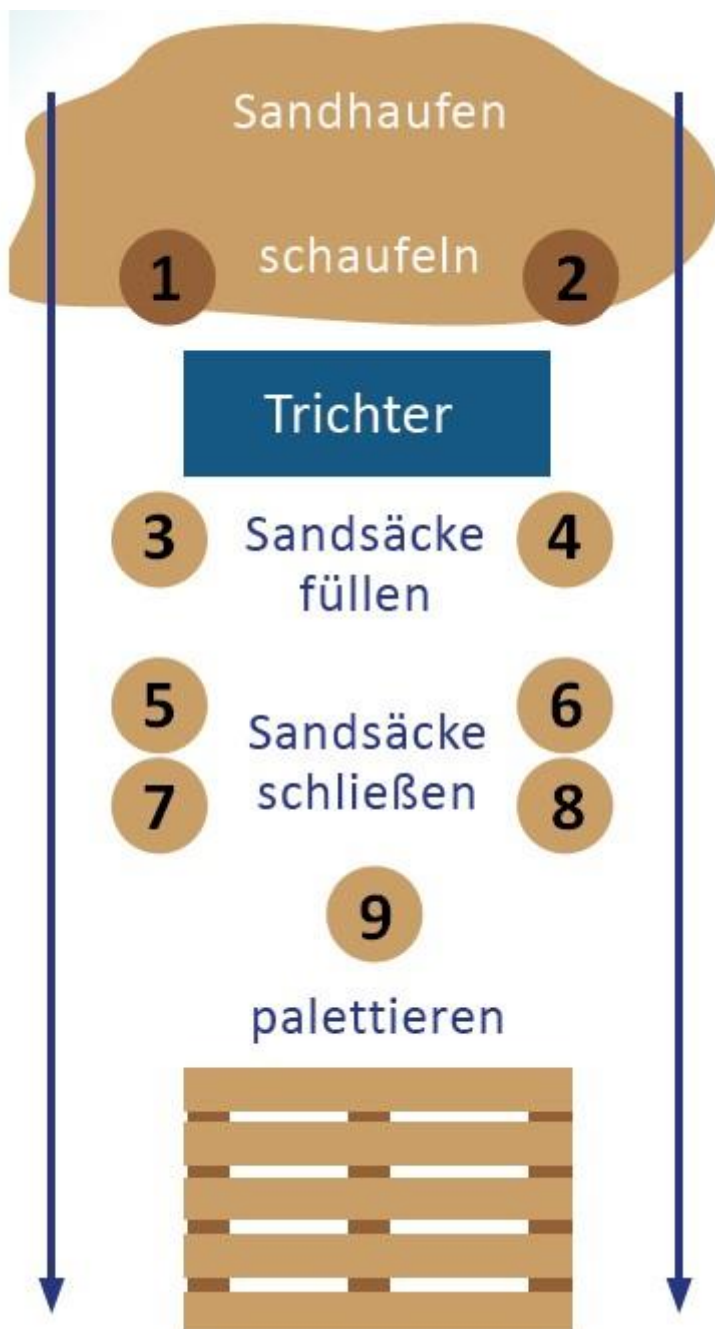 Sandhaufen
1 schaufeln 2
Trichter
3 Sandsäcke 4
füllen
5 Sandsäcke 6
7 schließen 8
9
palettieren